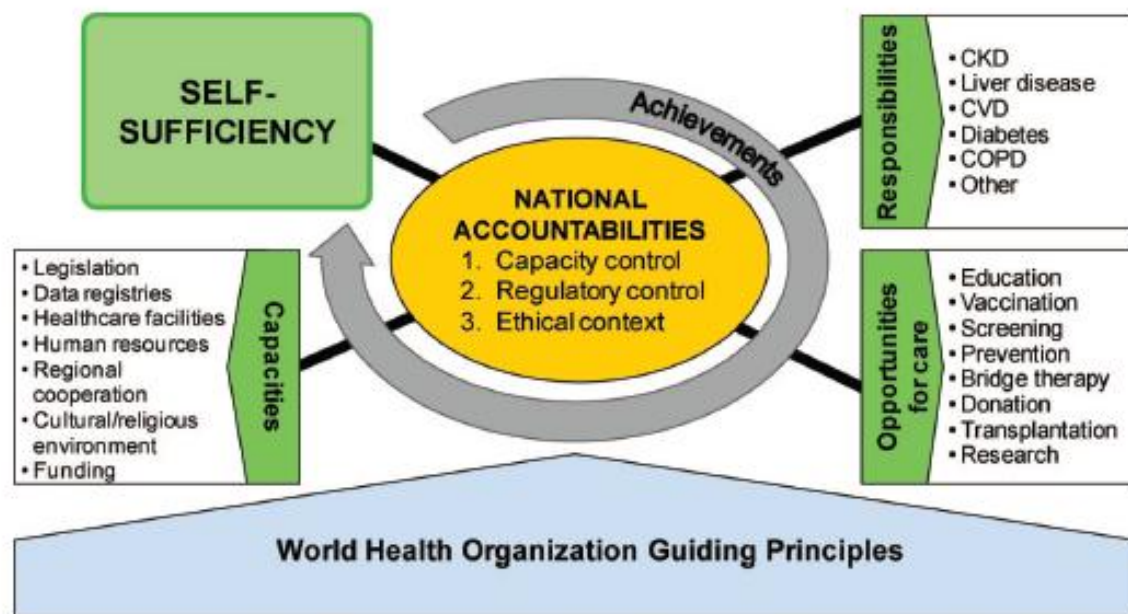 SELF-
SUFFICIENCY
Achievements
Responsibilities
• CKD
• Liver disease
• CVD
• Diabetes
• COPD
• Other
NATIONAL
ACCOUNTABILITIES
1. Capacity control
2. Regulatory control
3. Ethical context
• Legislation
• Data registries
• Healthcare facilities
• Human resources
• Regional
cooperation
• Cultural/religious
environment
• Funding
Capacities
Opportunities
for care
• Education
• Vaccination
• Screening
• Prevention
• Bridge therapy
• Donation
• Transplantation
• Research
World Health Organization Guiding Principles